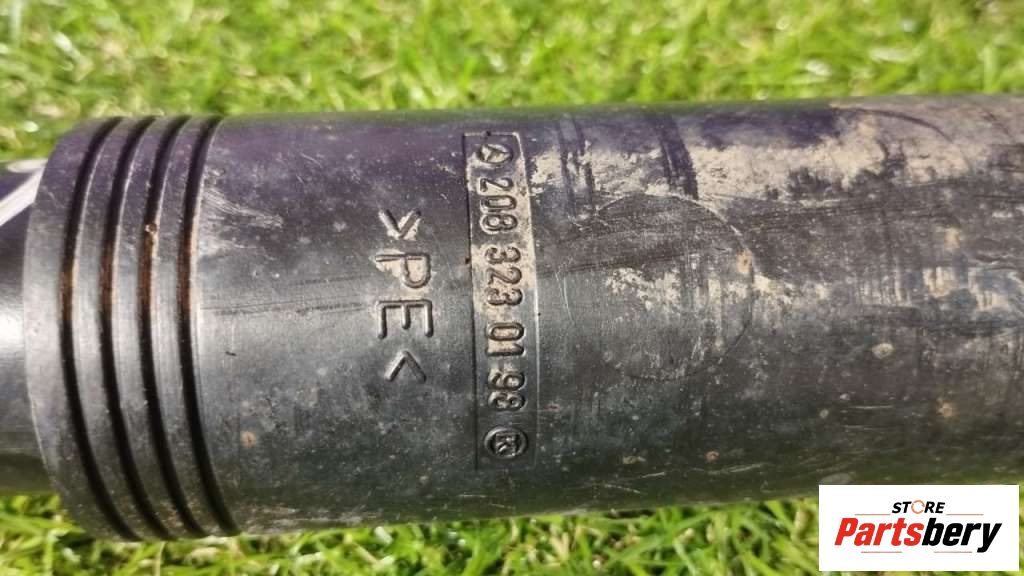 >PE<
208 323 01 98 K
STORE
Partsbery